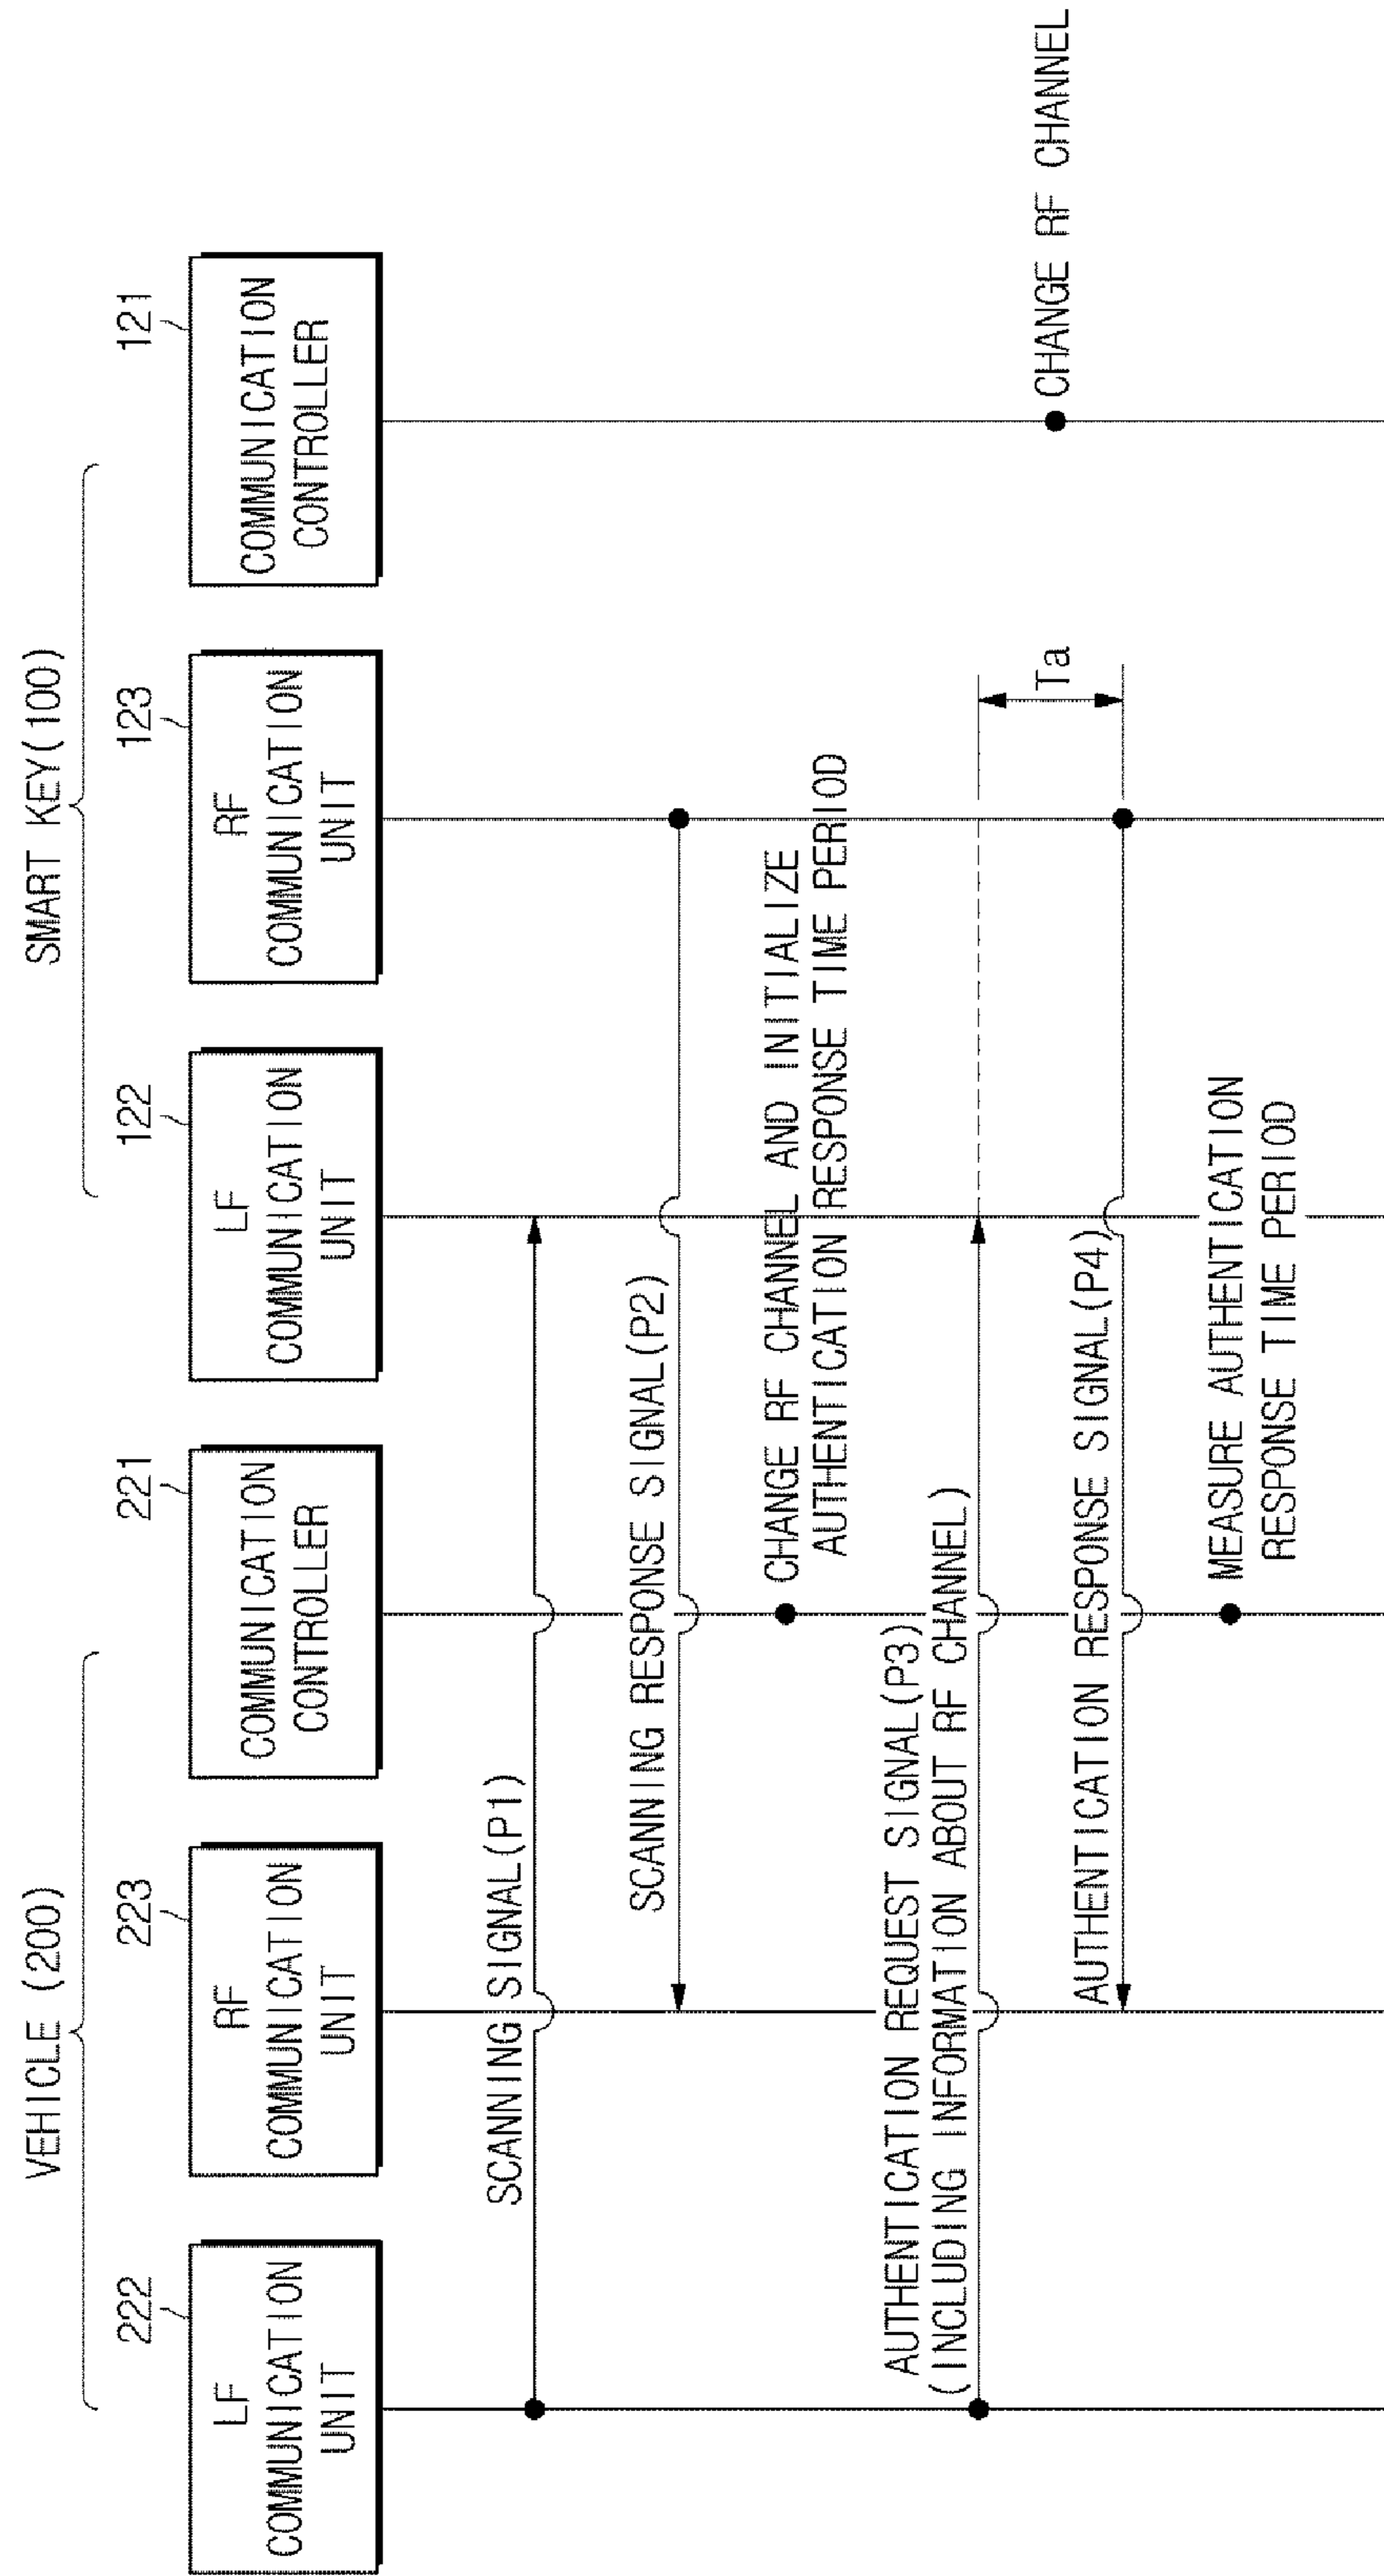 VEHICLE (200)
SMART KEY(100)
222
223
221
122
123
121
LF
COMMUNICATION
UNIT
RF
COMMUNICATION
UNIT
COMMUNICATION
CONTROLLER
LF
COMMUNICATION
UNIT
RF
COMMUNICATION
UNIT
COMMUNICATION
CONTROLLER
SCANNING SIGNAL(P1)
SCANNING RESPONSE SIGNAL(P2)
CHANGE RF CHANNEL AND INITIALIZE
AUTHENTICATION RESPONSE TIME PERIOD
AUTHENTICATION REQUEST SIGNAL(P3)
(INCLUDING INFORMATION ABOUT RF CHANNEL)
CHANGE RF CHANNEL
Ta
AUTHENTICATION RESPONSE SIGNAL(P4)
MEASURE AUTHENTICATION
RESPONSE TIME PERIOD